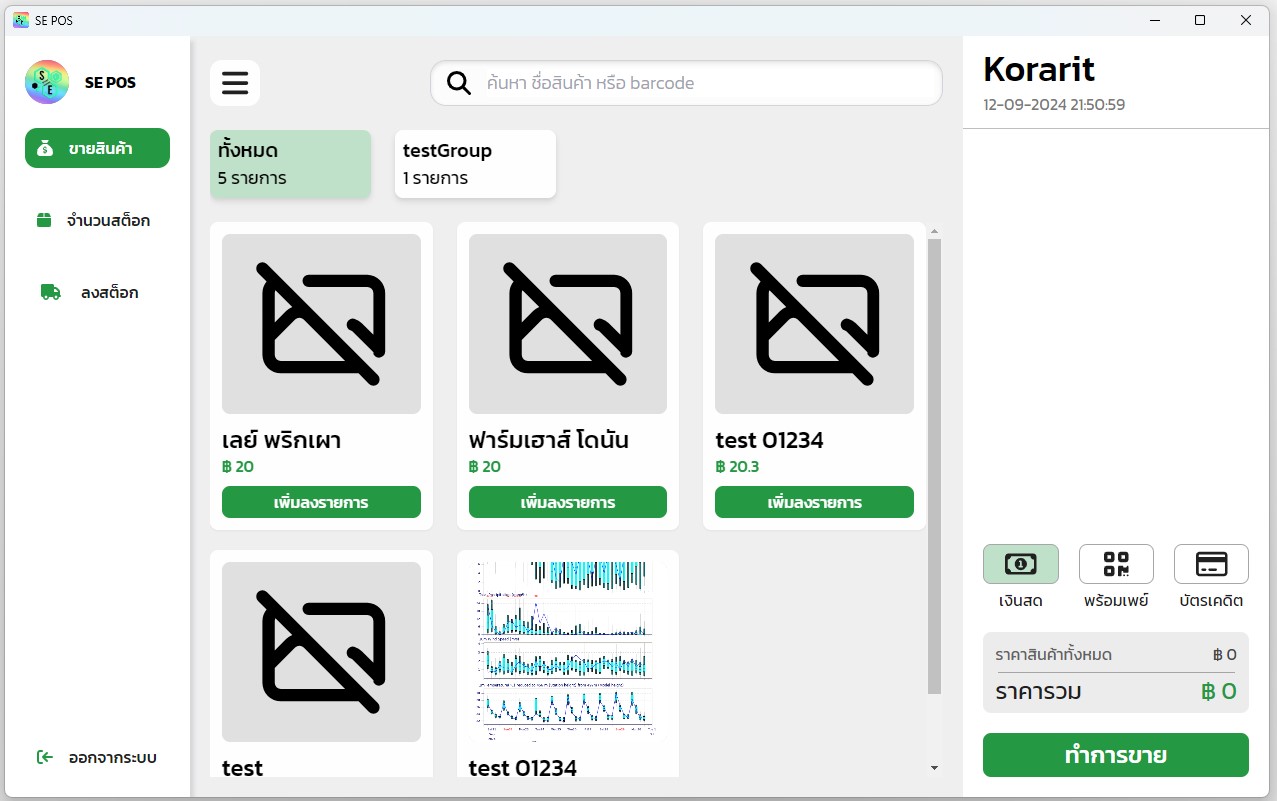 SE POS
SE POS
ขายสินค้า
จำนวนสต็อก
ลงสต็อก
ออกจากระบบ
ค้นหา ชื่อสินค้า หรือ barcode
ทั้งหมด
5 รายการ
testGroup
1 รายการ
เลย์ พริกเผา
฿ 20
เพิ่มลงรายการ
ฟาร์มเฮาส์ โดนัน
฿ 20
เพิ่มลงรายการ
test 01234
฿ 20.3
เพิ่มลงรายการ
test
test 01234
Korarit
12-09-2024 21:50:59
เงินสด
พร้อมเพย์
บัตรเคดิต
ราคาสินค้าทั้งหมด ฿ 0
ราคารวม ฿ 0
ทำการขาย